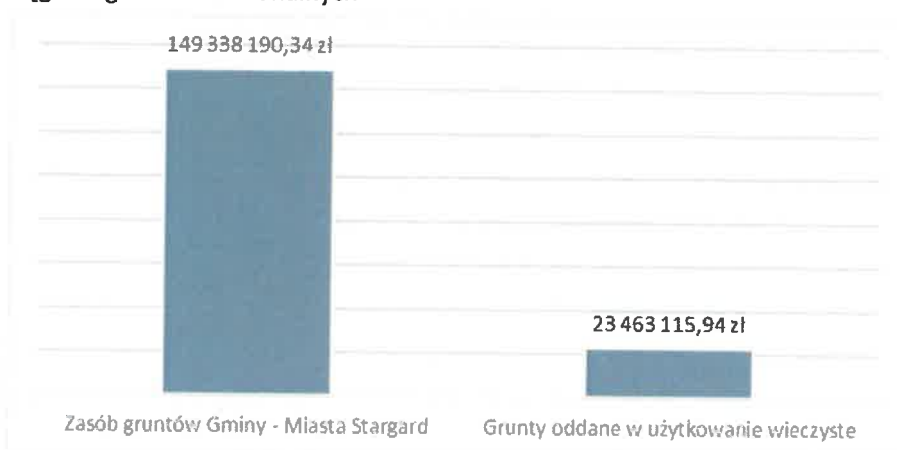 149 338 190,34 zł
23 463 115,94 zł
Zasób gruntów Gminy - Miasta Stargard
Grunty oddane w użytkowanie wieczyste